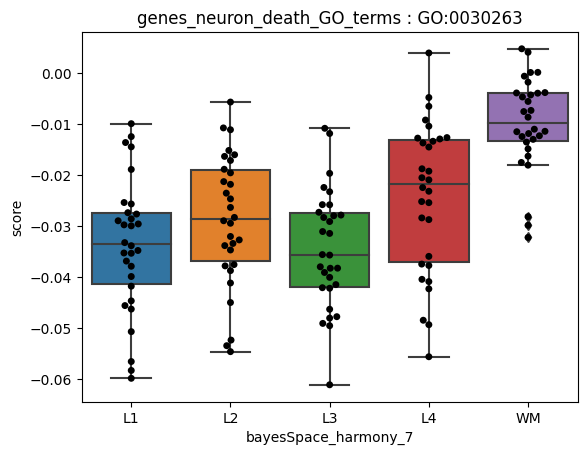 genes_neuron_death_GO_terms : GO:0030263
score
0.00
−0.01
−0.02
−0.03
−0.04
−0.05
−0.06
L1 L2 L3 L4 WM
bayesSpace_harmony_7